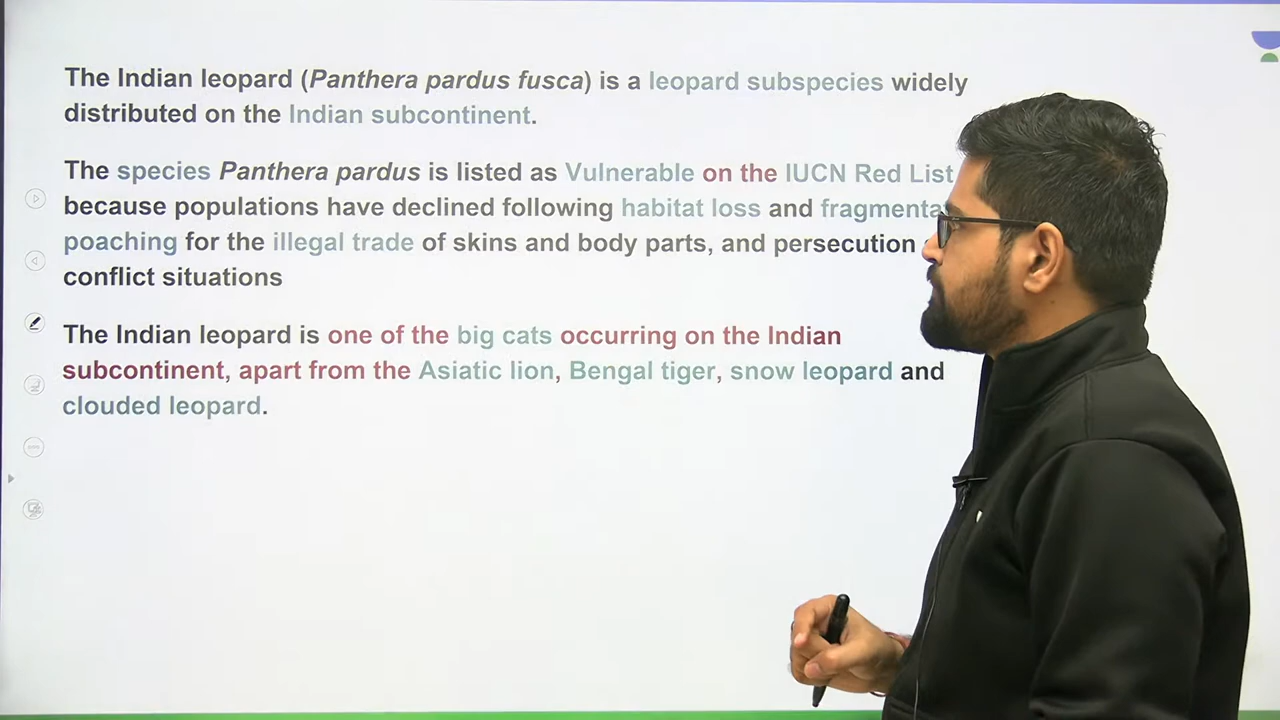 The Indian leopard (Panthera pardus fusca) is a leopard subspecies widely
distributed on the Indian subcontinent.
The species Panthera pardus is listed as Vulnerable on the IUCN Red List
because populations have declined following habitat loss and
poaching for the illegal trade of skins and body parts, and persecution
conflict situations
The Indian leopard is one of the big cats occurring on the Indian
subcontinent, apart from the Asiatic lion, Bengal tiger, snow leopard and
clouded leopard.